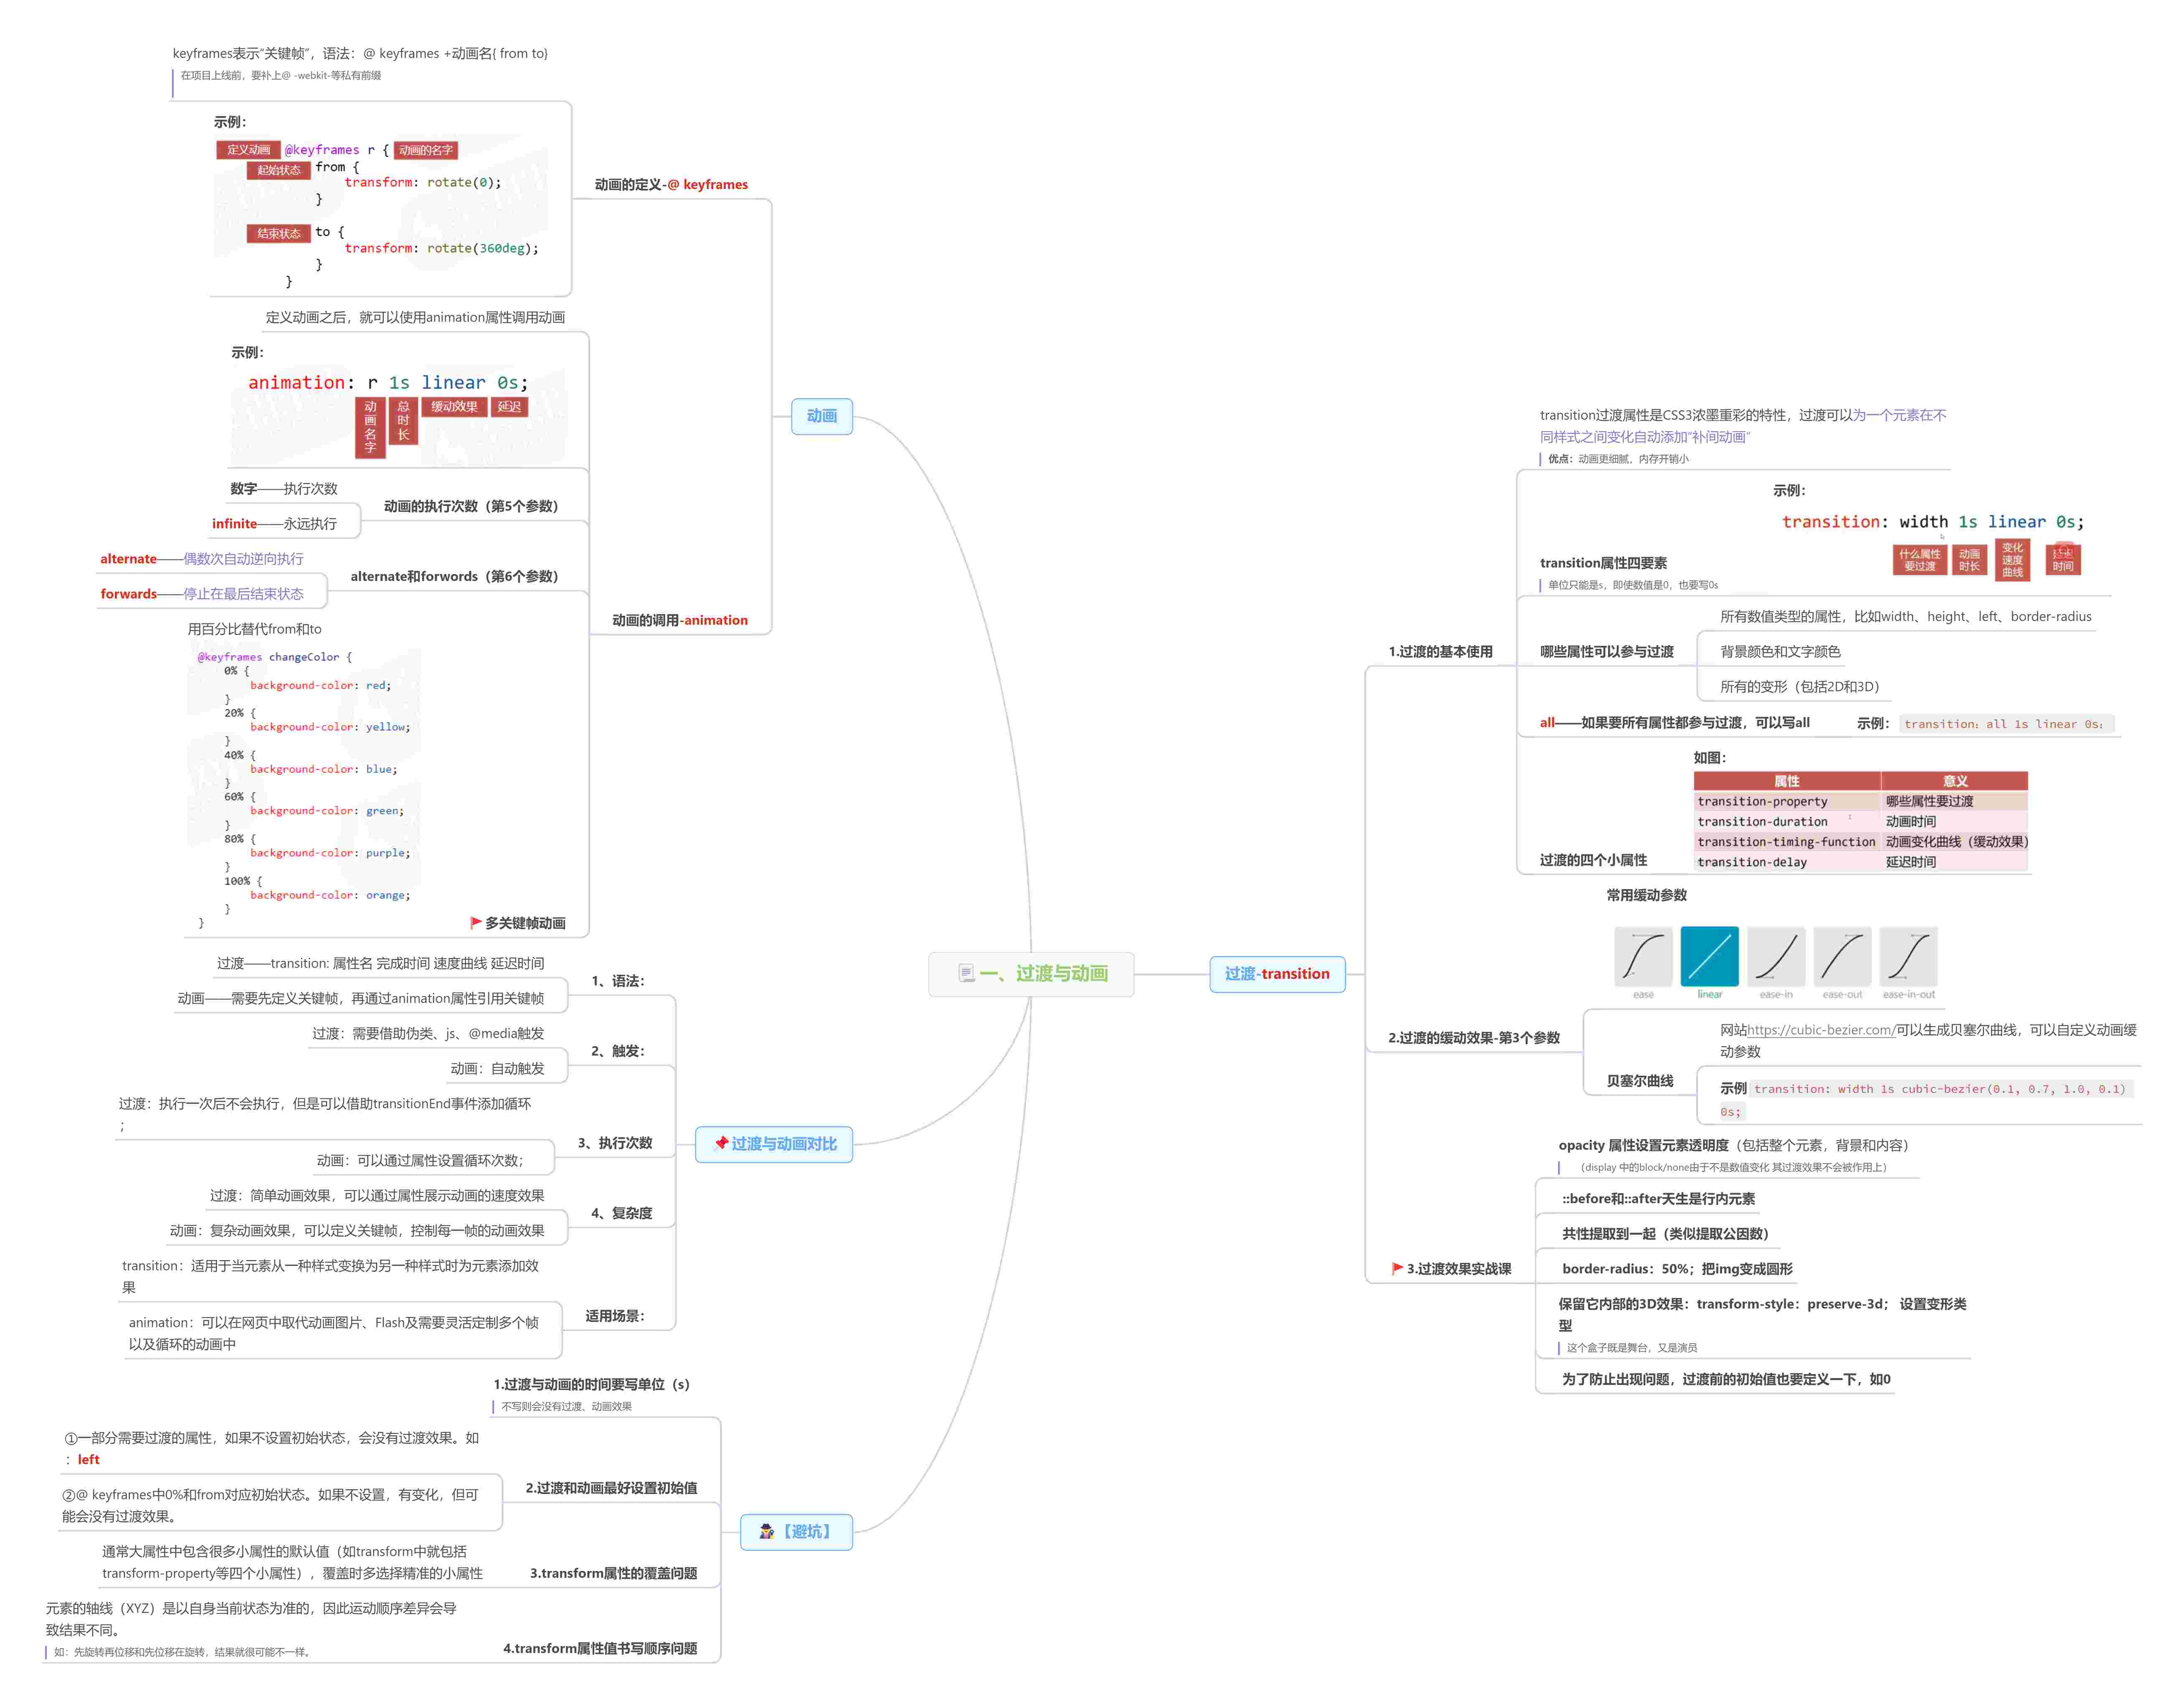 keyframes表示“关键帧”，语法：@ keyframes +动画名{ from to}
在项目上线前，要补上@ -webkit-等私有前缀
示例：
定义动画 @keyframes r { 动画的名字
起始状态 from {
transform: rotate(0);
}
结束状态 to {
transform: rotate(360deg);
}
}
动画的定义-@ keyframes
定义动画之后，就可以使用animation属性调用动画
示例：
animation: r 1s linear 0s;
动画名字 总时长 缓动效果 延迟
数字——执行次数
infinite——永远执行
动画的执行次数（第5个参数）
alternate——偶数次自动逆向执行
forwards——停止在最后结束状态
alternate和forwords（第6个参数）
动画的调用-animation
用百分比替代from和to
@keyframes changeColor {
0% {
background-color: red;
}
20% {
background-color: yellow;
}
40% {
background-color: blue;
}
60% {
background-color: green;
}
80% {
background-color: purple;
}
100% {
background-color: orange;
}
}
多关键帧动画
动画
过渡——transition: 属性名 完成时间 速度曲线 延迟时间
动画——需要先定义关键帧，再通过animation属性引用关键帧
1、语法：
过渡：需要借助伪类、js、@media触发
动画：自动触发
2、触发：
过渡：执行一次后不会执行，但是可以借助transitionEnd事件添加循环
；
动画：可以通过属性设置循环次数；
3、执行次数
过渡：简单动画效果，可以通过属性展示动画的速度效果
动画：复杂动画效果，可以定义关键帧，控制每一帧的动画效果
4、复杂度
transition：适用于当元素从一种样式变换为另一种样式时为元素添加效
果
animation：可以在网页中取代动画图片、Flash及需要灵活定制多个帧
以及循环的动画中
适用场景：
过渡与动画对比
1.过渡与动画的时间要写单位（s）
不写则会没有过渡、动画效果
①一部分需要过渡的属性，如果不设置初始状态，会没有过渡效果。如
：left
②@ keyframes中0%和from对应初始状态。如果不设置，有变化，但可
能会没有过渡效果。
2.过渡和动画最好设置初始值
通常大属性中包含很多小属性的默认值（如transform中就包括
transform-property等四个小属性），覆盖时多选择精准的小属性
3.transform属性的覆盖问题
元素的轴线（XYZ）是以自身当前状态为准的，因此运动顺序差异会导
致结果不同。
如：先旋转再位移和先位移在旋转，结果就很可能不一样。
4.transform属性值书写顺序问题
【避坑】
一、过渡与动画
过渡-transition
1.过渡的基本使用
transition过渡属性是CSS3浓墨重彩的特性，过渡可以为一个元素在不
同样式之间变化自动添加“补间动画”
优点：动画更细腻，内存开销小
示例：
transition: width 1s linear 0s;
什么属性要过渡 动画时长 变化速度曲线 时间
transition属性四要素
单位只能是s，即使数值是0，也要写0s
哪些属性可以参与过渡
所有数值类型的属性，比如width、height、left、border-radius
背景颜色和文字颜色
所有的变形（包括2D和3D）
all——如果要所有属性都参与过渡，可以写all
示例： transition：all 1s linear 0s；
如图：
属性 意义
transition-property 哪些属性要过渡
transition-duration 动画时间
transition-timing-function 动画变化曲线（缓动效果）
transition-delay 延迟时间
过渡的四个小属性
2.过渡的缓动效果-第3个参数
常用缓动参数
ease linear ease-in ease-out ease-in-out
贝塞尔曲线
网站https://cubic-bezier.com/可以生成贝塞尔曲线，可以自定义动画缓
动参数
示例 transition: width 1s cubic-bezier(0.1, 0.7, 1.0, 0.1)
0s;
3.过渡效果实战课
opacity 属性设置元素透明度（包括整个元素，背景和内容）
（display 中的block/none由于不是数值变化 其过渡效果不会被作用上）
::before和::after天生是行内元素
共性提取到一起（类似提取公因数）
border-radius：50%；把img变成圆形
保留它内部的3D效果：transform-style：preserve-3d； 设置变形类
型
这个盒子既是舞台，又是演员
为了防止出现问题，过渡前的初始值也要定义一下，如0